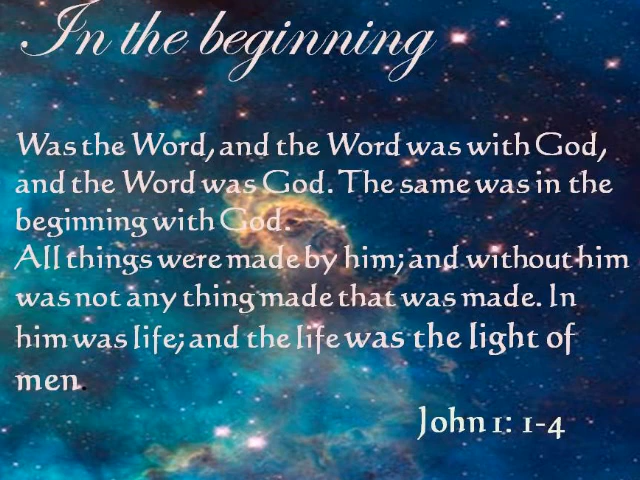 In the beginning
Was the Word, and the Word was with God,
and the Word was God. The same was in the
beginning with God.
All things were made by him; and without him
was not any thing made that was made. In
him was life; and the life was the light of
men.
John 1: 1-4